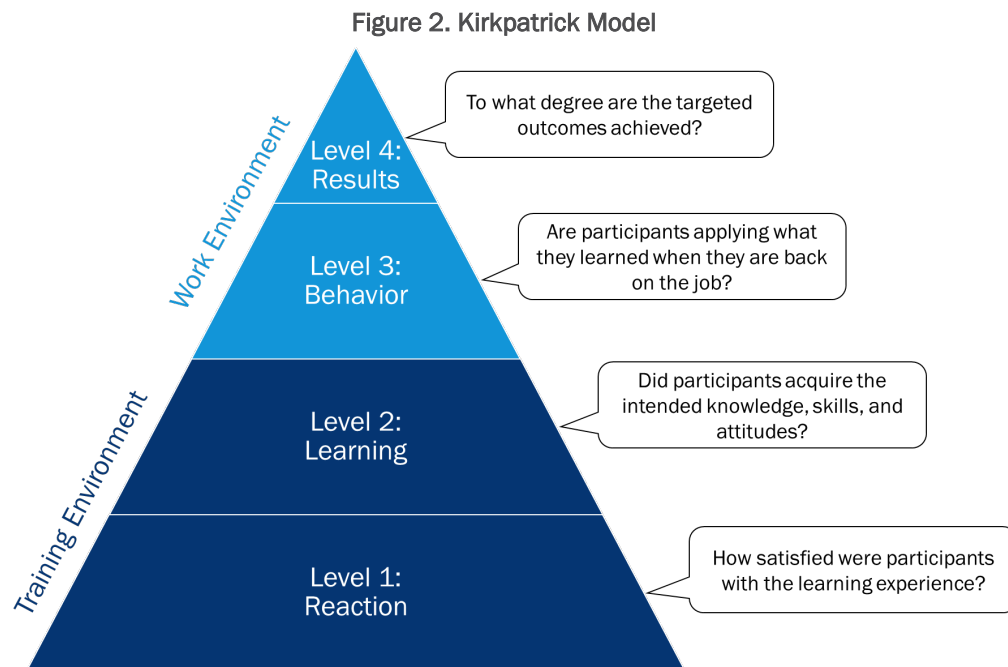 Figure 2. Kirkpatrick Model
Work Environment
Level 4:
Results
To what degree are the targeted
outcomes achieved?
Level 3:
Behavior
Are participants applying what
they learned when they are back
on the job?
Training Environment
Level 2:
Learning
Did participants acquire the
intended knowledge, skills, and
attitudes?
Level 1:
Reaction
How satisfied were participants
with the learning experience?